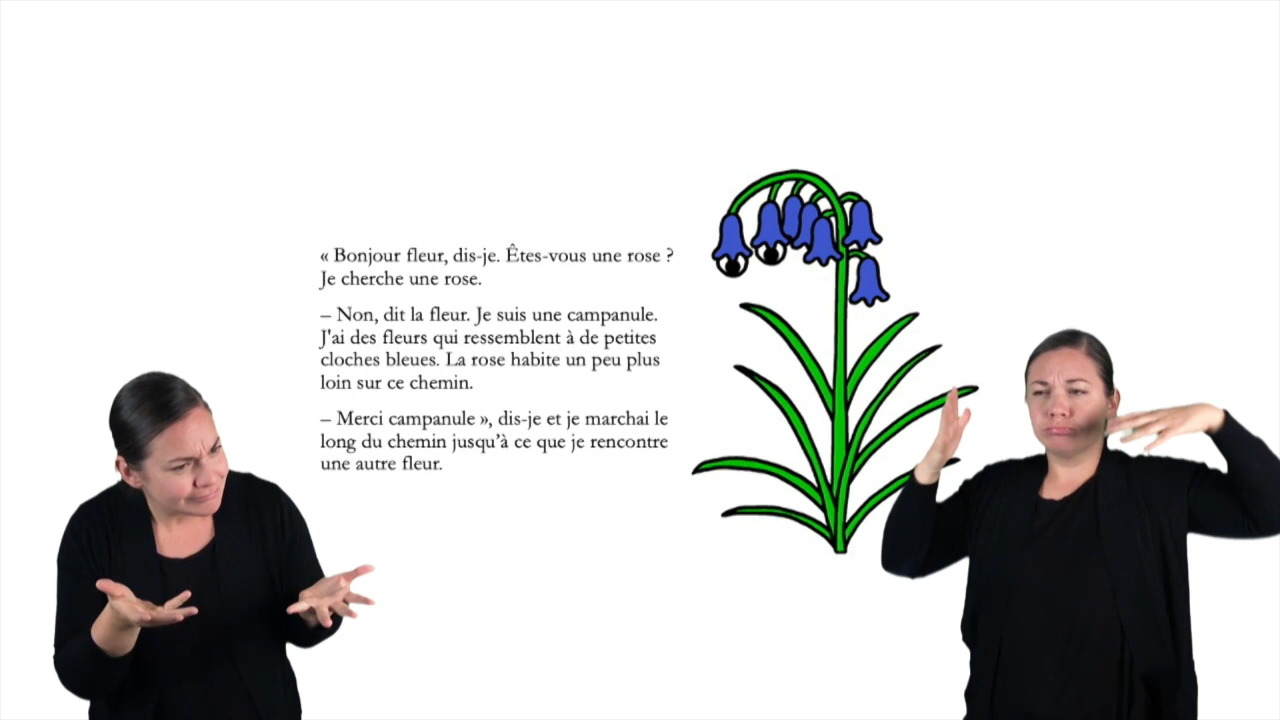 « Bonjour fleur, dis-je. Êtes-vous une rose ?
Je cherche une rose.
– Non, dit la fleur. Je suis une campanule.
J'ai des fleurs qui ressemblent à de petites
cloches bleues. La rose habite un peu plus
loin sur ce chemin.
– Merci campanule », dis-je et je marchai le
long du chemin jusqu’à ce que je rencontre
une autre fleur.